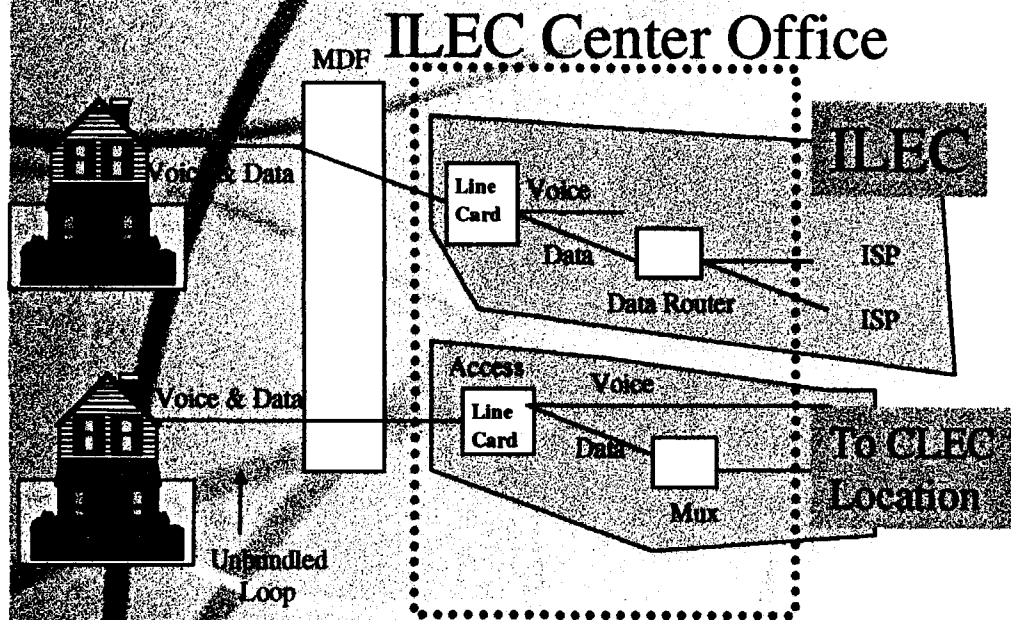 ILEC Center Office
MDF
ILEC
Voice & Data
Line
Card
Voice
Data
ISP
Data Router
ISP
Access
Voice
Voice & Data
Line
Card
Data
To CLEC
Location
Mux
Unbundled
Loop